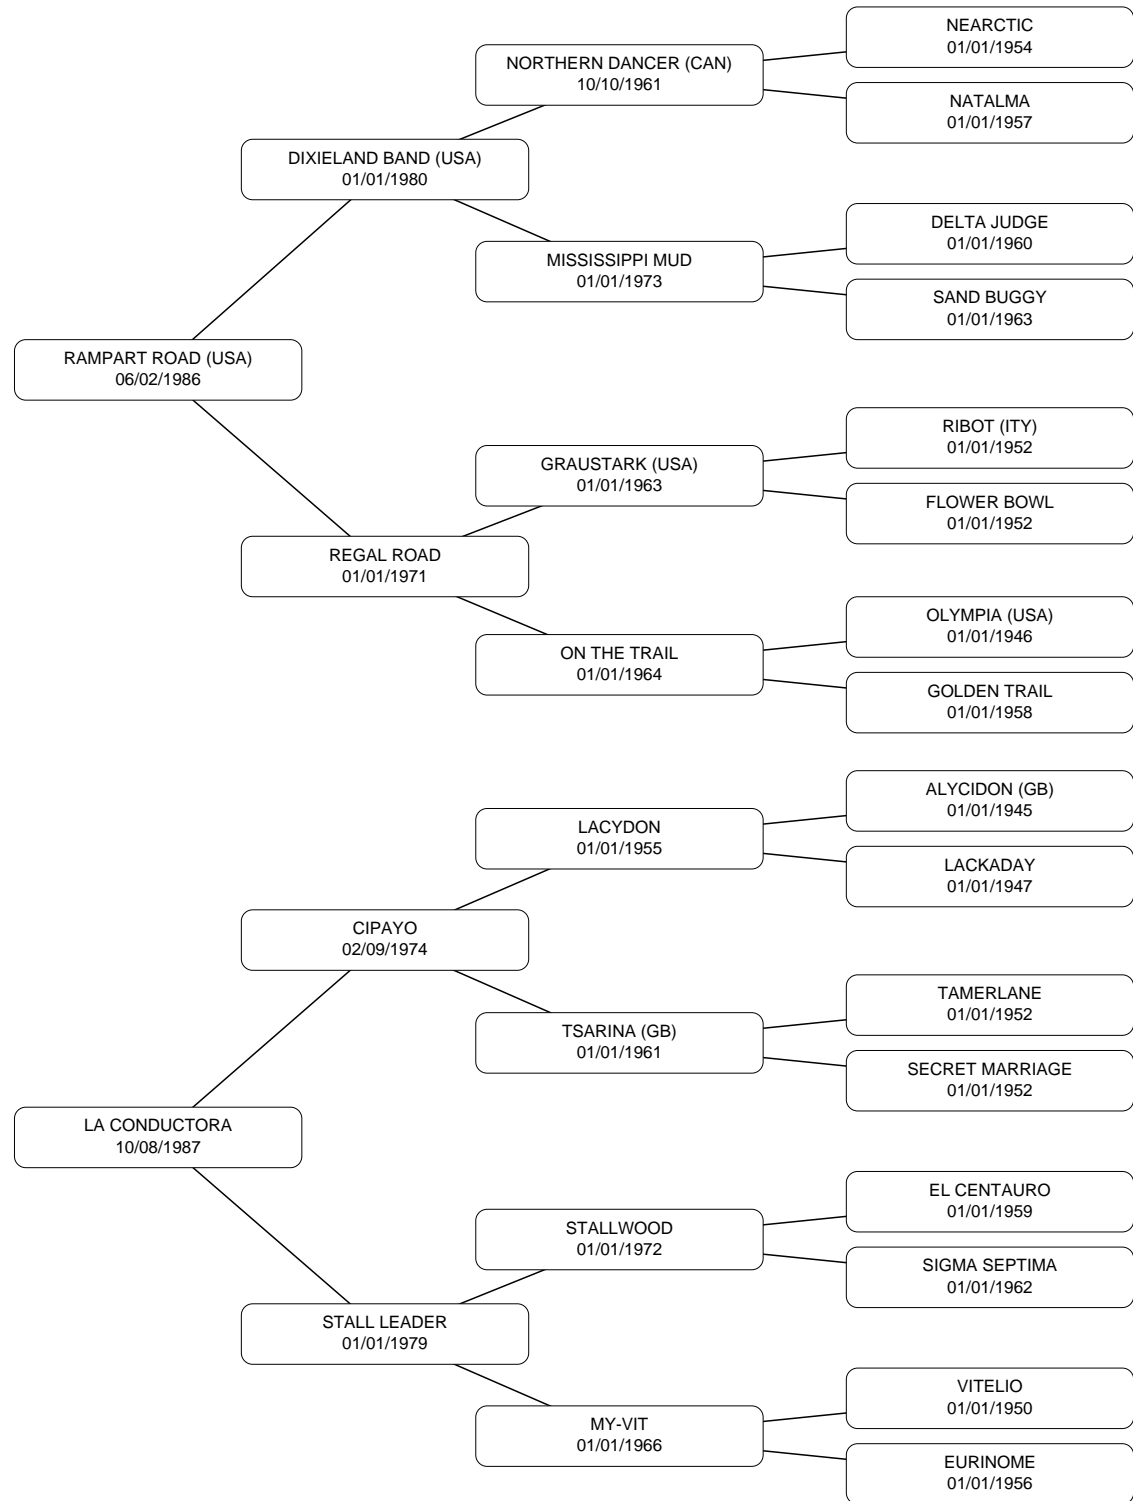 NEARCTIC
01/01/1954
NORTHERN DANCER (CAN)
10/10/1961
NATALMA
01/01/1957
DIXIELAND BAND (USA)
01/01/1980
DELTA JUDGE
01/01/1960
MISSISSIPPI MUD
01/01/1973
SAND BUGGY
01/01/1963
RAMPART ROAD (USA)
06/02/1986
RIBOT (ITY)
01/01/1952
GRAUSTARK (USA)
01/01/1963
FLOWER BOWL
01/01/1952
REGAL ROAD
01/01/1971
OLYMPIA (USA)
01/01/1946
ON THE TRAIL
01/01/1964
GOLDEN TRAIL
01/01/1958
ALYCIDON (GB)
01/01/1945
LACYDON
01/01/1955
LACKADAY
01/01/1947
CIPAYO
02/09/1974
TAMERLANE
01/01/1952
TSARINA (GB)
01/01/1961
SECRET MARRIAGE
01/01/1952
LA CONDUCTORA
10/08/1987
EL CENTAURO
01/01/1959
STALLWOOD
01/01/1972
SIGMA SEPTIMA
01/01/1962
STALL LEADER
01/01/1979
VITELIO
01/01/1950
MY-VIT
01/01/1966
EURINOME
01/01/1956